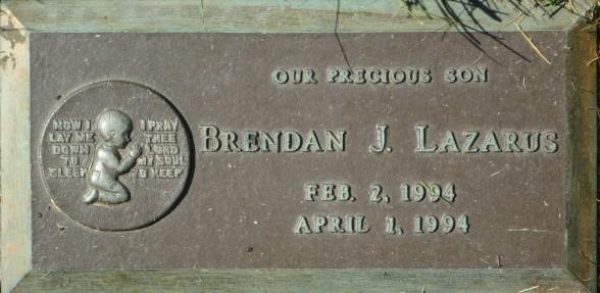 OUR PRECIOUS SON
NOW I
LAY ME
DOWN
TO
SLEEP
I PRAY
THEE
LORD
MY SOUL
TO KEEP
BRENDAN J. LAZARUS
FEB. 2, 1994
APRIL 1, 1994